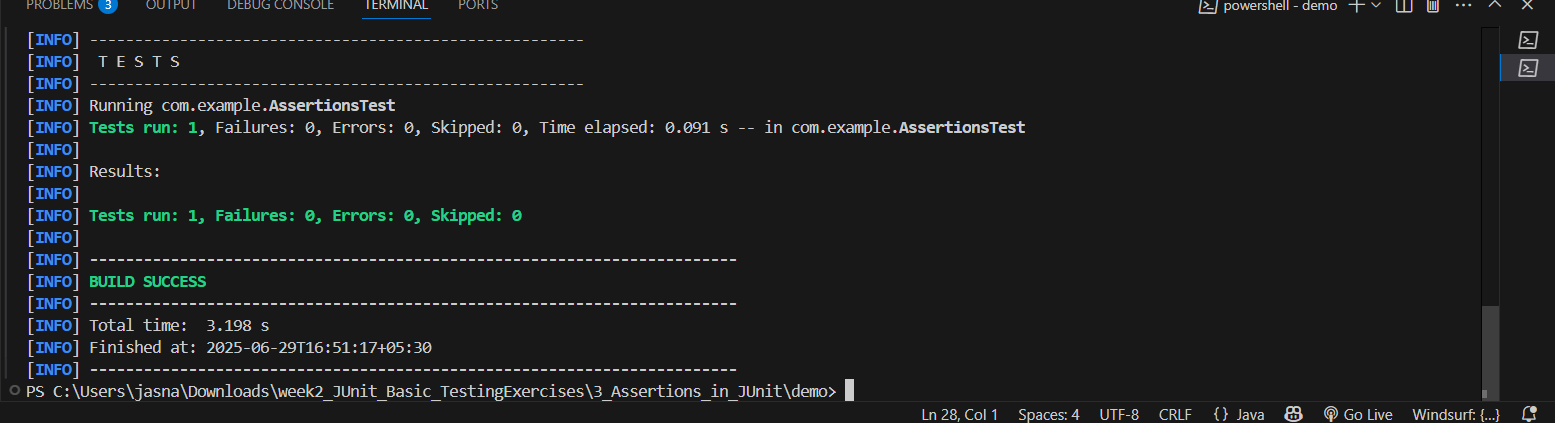 PROBLEMS 3 OUTPUT DEBUG CONSOLE TERMINAL PORTS powershell - demo
[INFO] -------------------------------------------------------
[INFO]  T E S T S
[INFO] -------------------------------------------------------
[INFO] Running com.example.AssertionsTest
[INFO] Tests run: 1, Failures: 0, Errors: 0, Skipped: 0, Time elapsed: 0.091 s -- in com.example.AssertionsTest
[INFO]
[INFO] Results:
[INFO]
[INFO] Tests run: 1, Failures: 0, Errors: 0, Skipped: 0
[INFO]
[INFO] ------------------------------------------------------------------------
[INFO] BUILD SUCCESS
[INFO] ------------------------------------------------------------------------
[INFO] Total time:  3.198 s
[INFO] Finished at: 2025-06-29T16:51:17+05:30
[INFO] ------------------------------------------------------------------------
PS C:\Users\jasna\Downloads\week2_JUnit_Basic_TestingExercises\3_Assertions_in_JUnit\demo>
Ln 28, Col 1 Spaces: 4 UTF-8 CRLF {} Java Go Live Windsurf: {...}